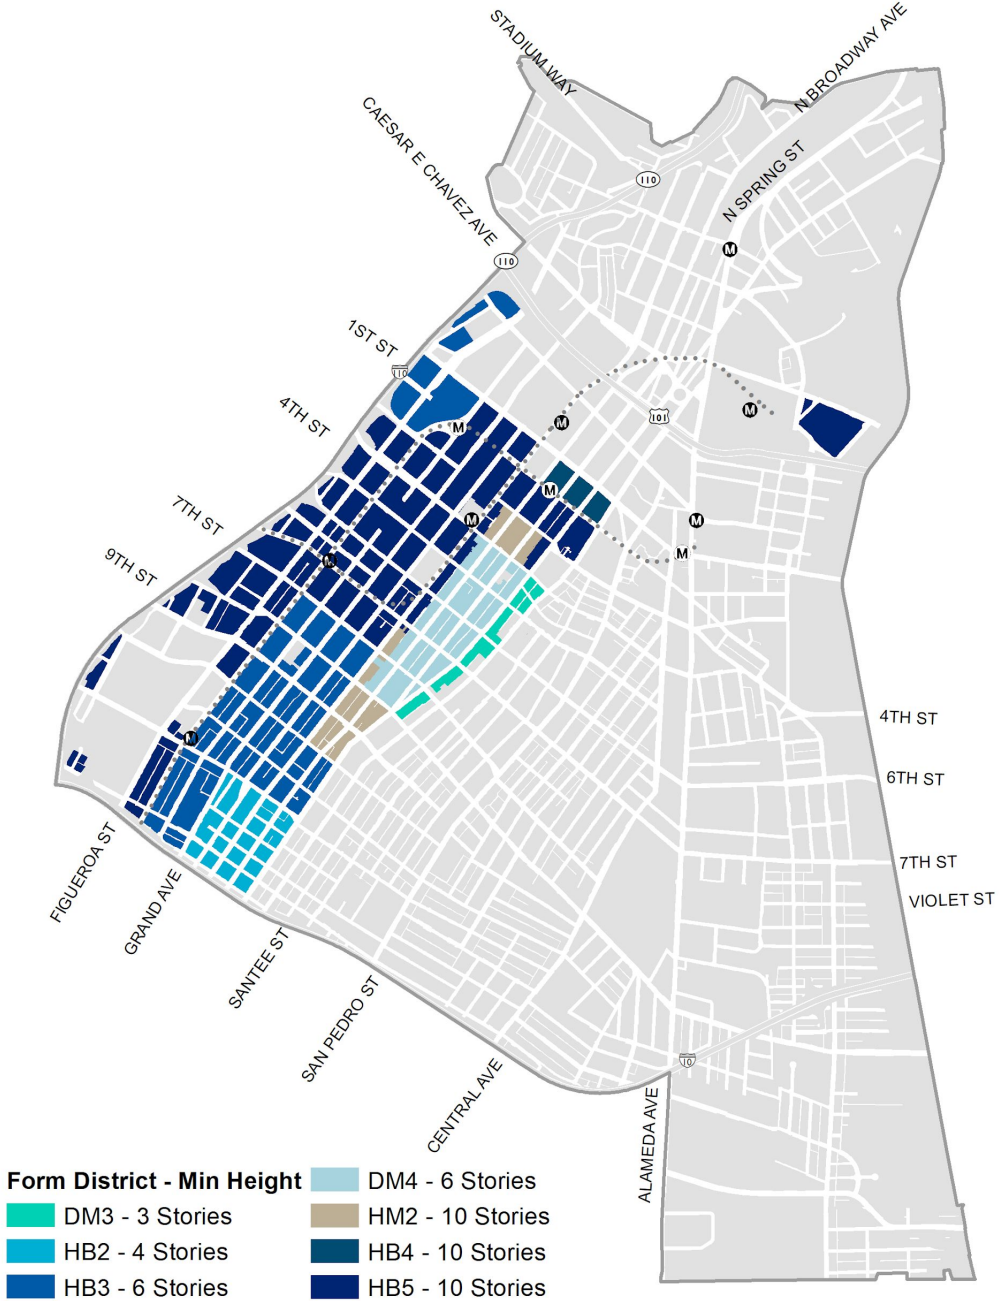 STADIUM WAY
N BROADWAY AVE
CAESAR E CHAVEZ AVE
110
N SPRING ST
M
110
1ST ST
110
4TH ST
M
M
M
101
7TH ST
M
M
M
9TH ST
M
M
4TH ST
M
6TH ST
FIGUEROA ST
7TH ST
GRAND AVE
VIOLET ST
SANTEE ST
SAN PEDRO ST
CENTRAL AVE
10
ALAMEDA AVE
Form District - Min Height
DM3 - 3 Stories
HB2 - 4 Stories
HB3 - 6 Stories
DM4 - 6 Stories
HM2 - 10 Stories
HB4 - 10 Stories
HB5 - 10 Stories